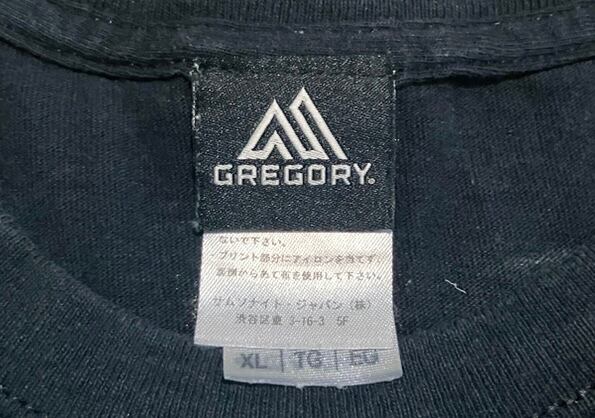 GREGORY.
ないで下さい。
・プリント部分にアイロンを当てず、
裏側からあて布を使用して下さい。
サムソナイト・ジャパン（株）
渋谷区東 3-16-3 5F
XL | TG | EG